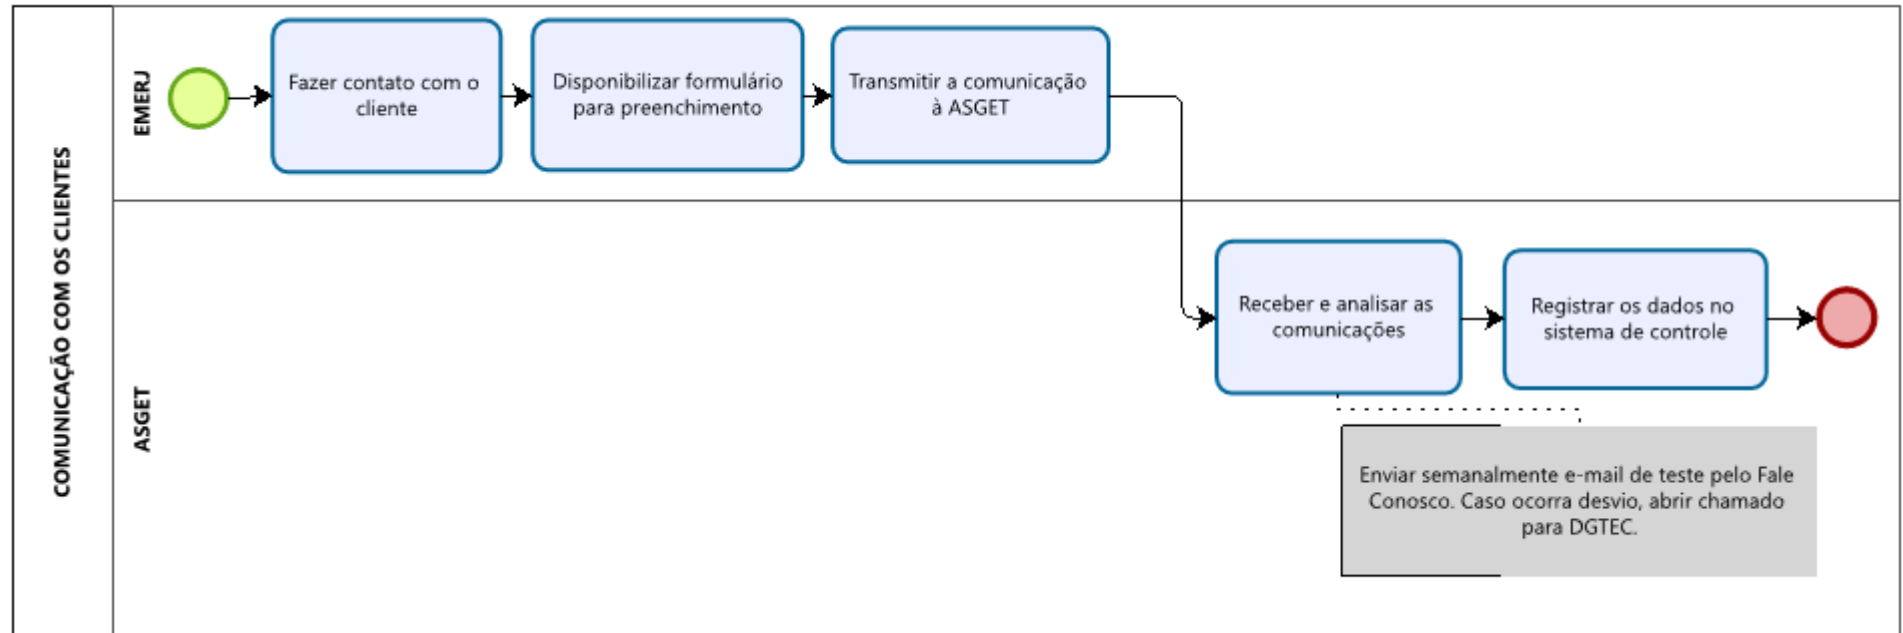 COMUNICAÇÃO COM OS CLIENTES
EMERJ
Fazer contato com o
cliente
Disponibilizar formulário
para preenchimento
Transmitir a comunicação
à ASGET
ASGET
Receber e analisar as
comunicações
Registrar os dados no
sistema de controle
Enviar semanalmente e-mail de teste pelo Fale
Conosco. Caso ocorra desvio, abrir chamado
para DGTEC.